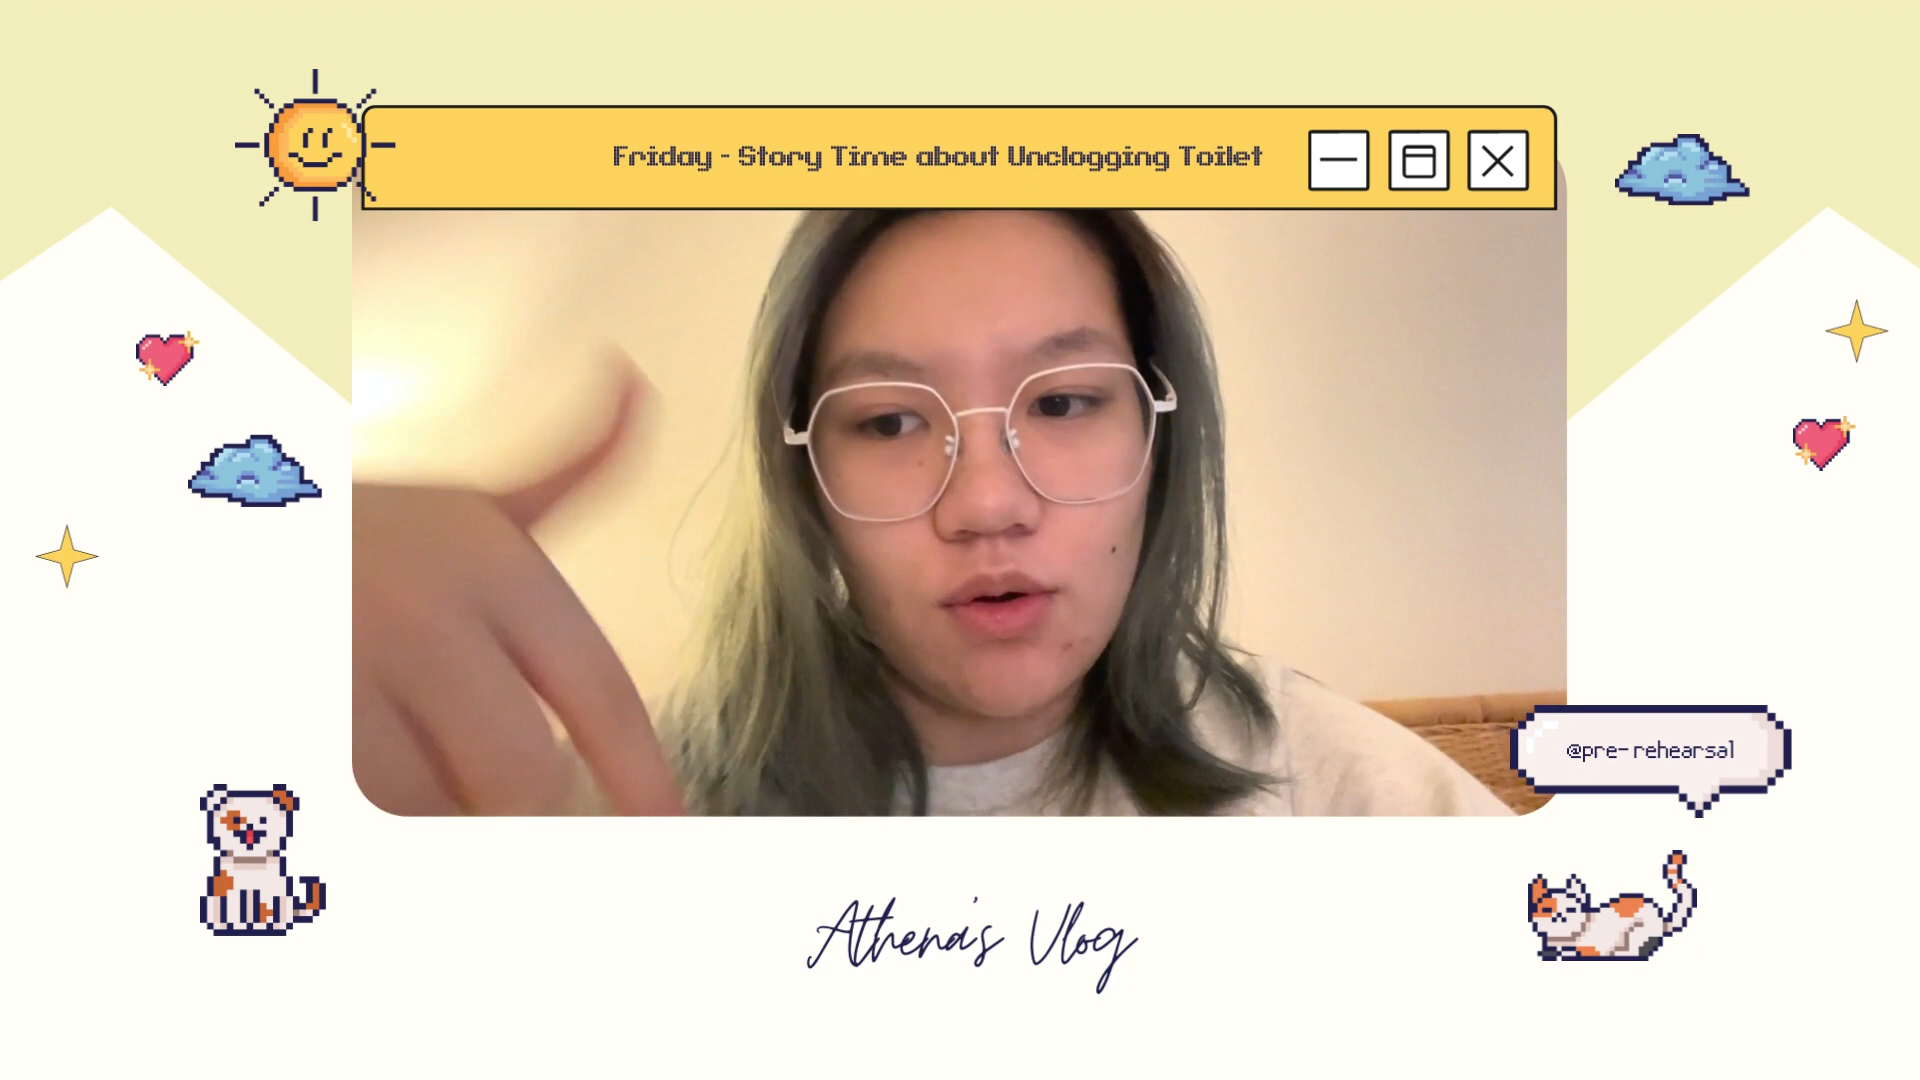 Friday - Story Time about Unclogging Toilet
@pre-rehearsal
Athena's Vlog